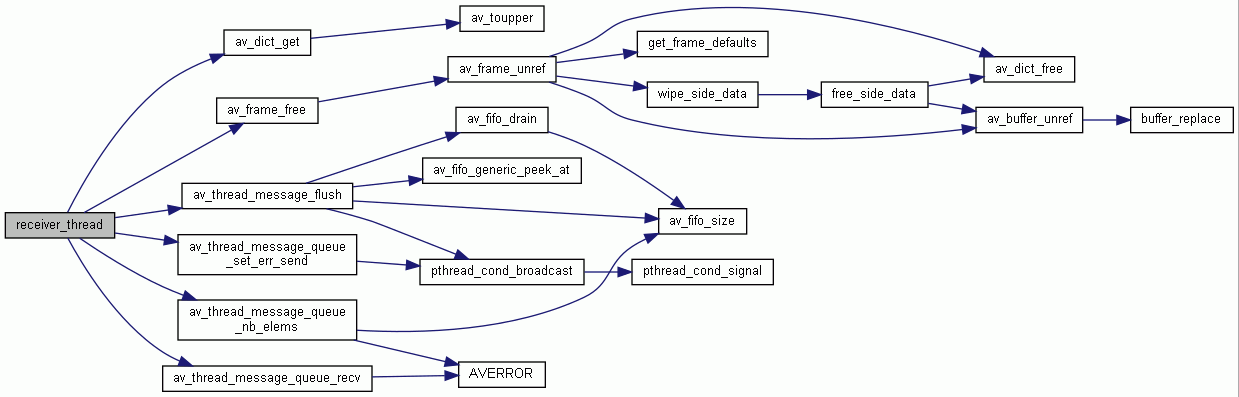 receiver_thread
av_dict_get
av_toupper
av_frame_free
av_frame_unref
get_frame_defaults
wipe_side_data
free_side_data
av_dict_free
av_buffer_unref
buffer_replace
av_thread_message_flush
av_fifo_drain
av_fifo_generic_peek_at
av_fifo_size
av_thread_message_queue
_set_err_send
pthread_cond_broadcast
pthread_cond_signal
av_thread_message_queue
_nb_elems
av_thread_message_queue_recv
AVERROR